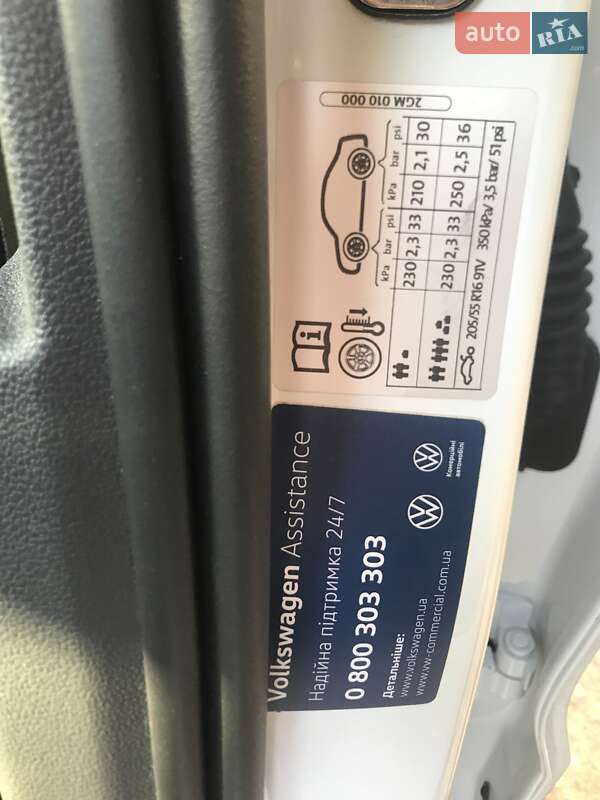 auto RIA.com
2GM 010 000
kPa bar psi kPa bar psi
230 2,3 33 210 2,1 30
230 2,3 33 250 2,5 36
205/55 R16 91V 350 kPa/ 3,5 bar/ 51 psi
Volkswagen Assistance
Надійна підтримка 24/7
0 800 303 303
Детальніше:
www.volkswagen.ua
www.vw-commercial.com.ua
Комерційні
автомобілі